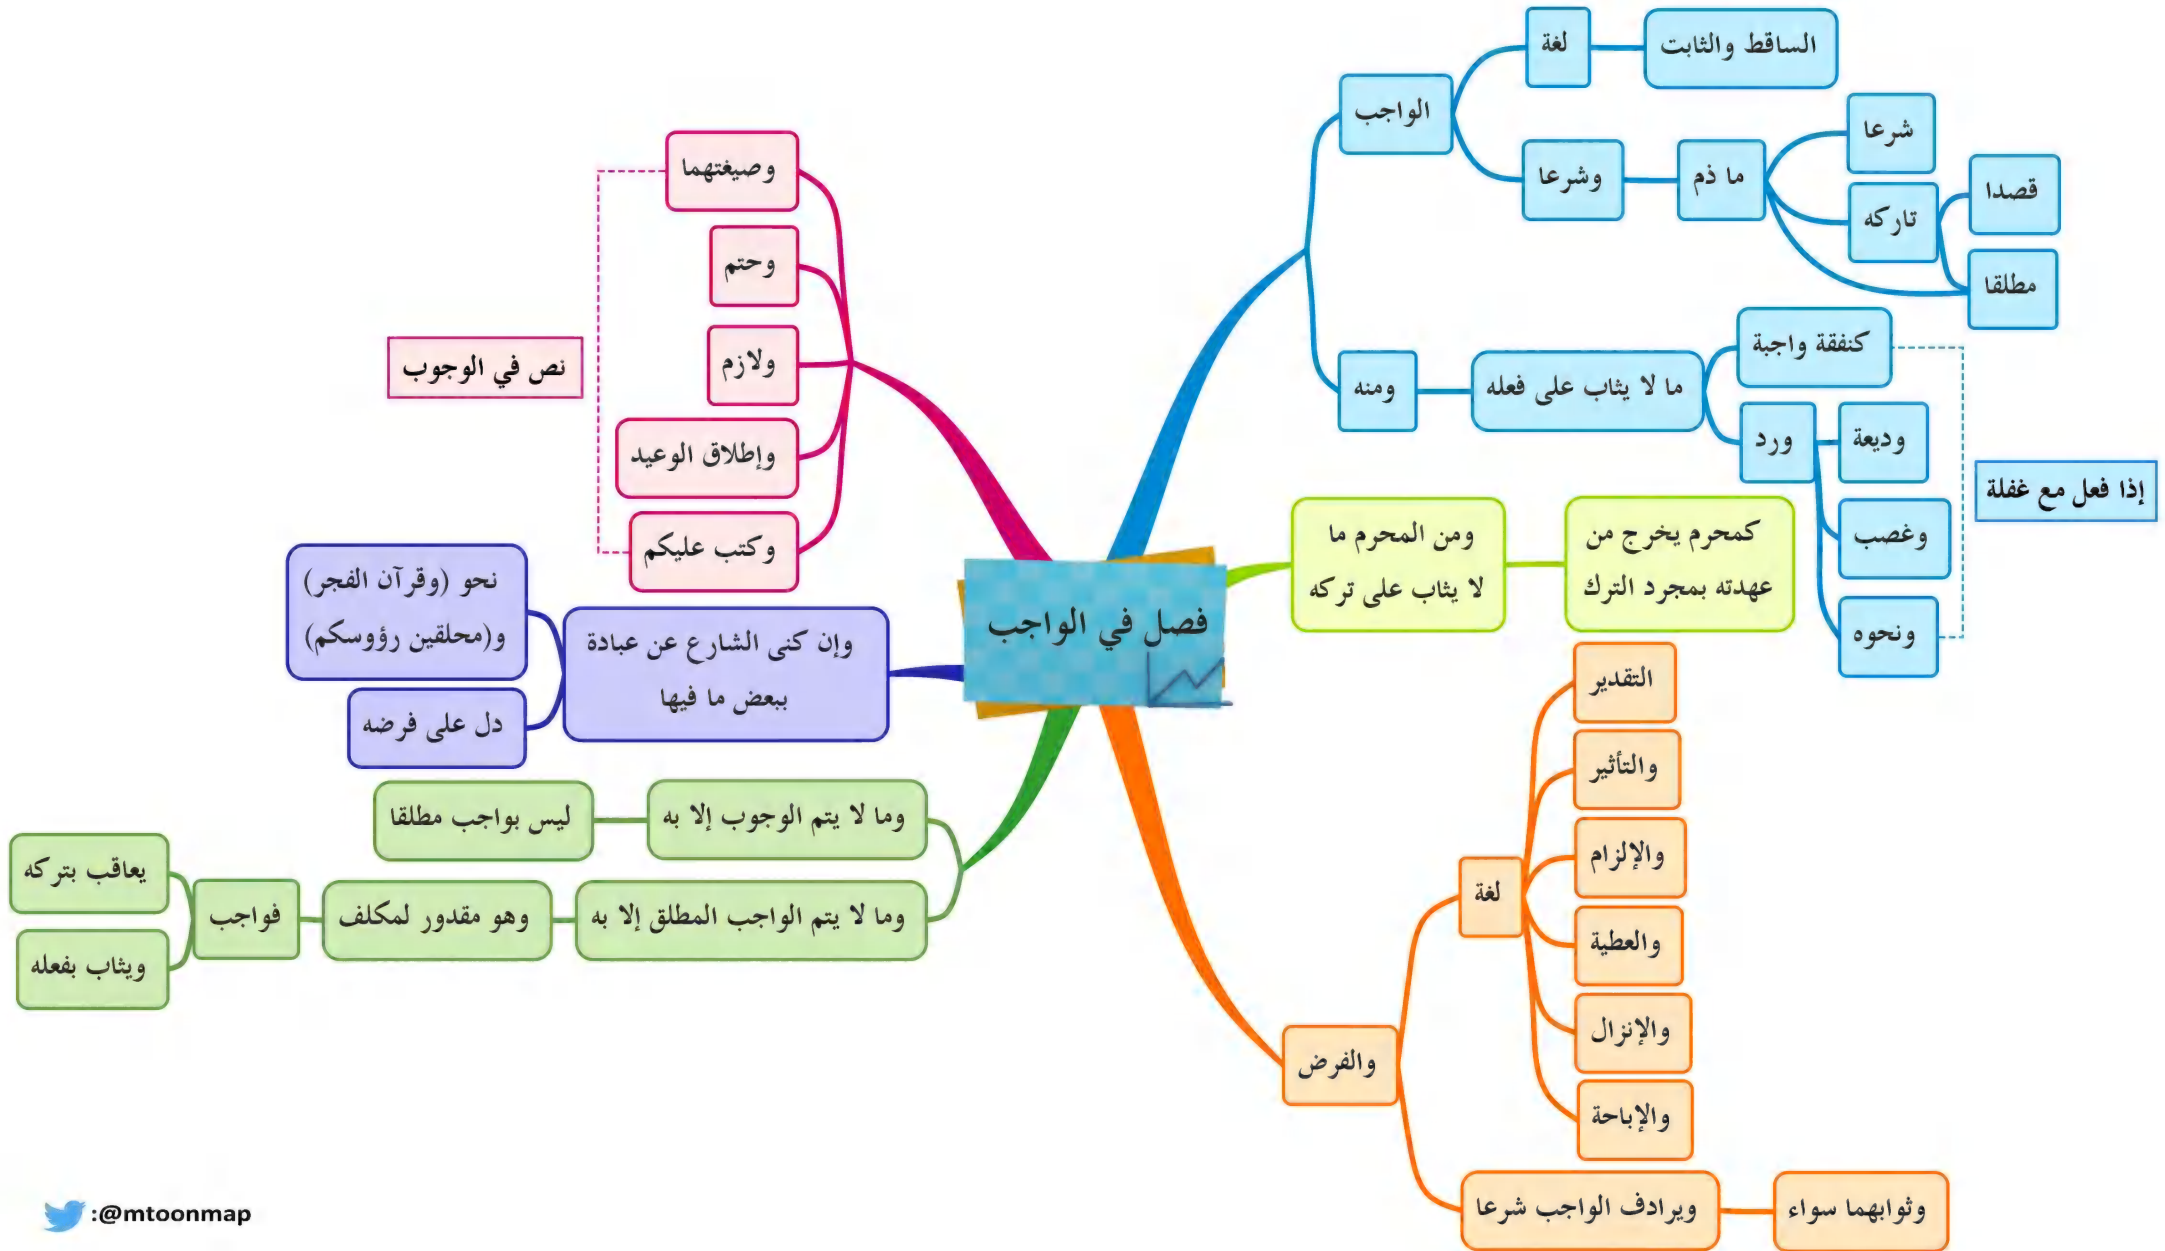 فصل في الواجب
الواجب
لغة
الساقط والثابت
وشرعا
ما ذم
شرعا
تاركه
قصدا
مطلقا
ومنه
ما لا يثاب على فعله
كنفقة واجبة
ورد
وديعة
وغصب
ونحوه
إذا فعل مع غفلة
ومن المحرم ما
لا يثاب على تركه
كمحرم يخرج من
عهدته بمجرد الترك
والفرض
لغة
التقدير
والتأثير
والإلزام
والعطية
والإنزال
والإباحة
ويرادف الواجب شرعا
وثوابهما سواء
وصيغتهما
وحتم
ولازم
وإطلاق الوعيد
وكتب عليكم
نص في الوجوب
وإن كنى الشارع عن عبادة
ببعض ما فيها
نحو (وقرآن الفجر)
و(محلقين رؤوسكم)
دل على فرضه
وما لا يتم الوجوب إلا به
ليس بواجب مطلقا
وما لا يتم الواجب المطلق إلا به
وهو مقدور لمكلف
فواجب
يعاقب بتركه
ويثاب بفعله
:@mtoonmap